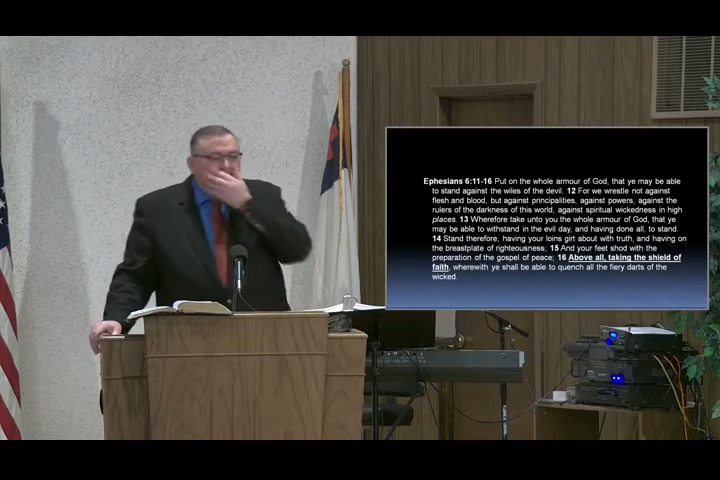 Ephesians 6:11-16 Put on the whole armour of God, that ye may be able
to stand against the wiles of the devil. 12 For we wrestle not against
flesh and blood, but against principalities, against powers, against the
rulers of the darkness of this world, against spiritual wickedness in high
places. 13 Wherefore take unto you the whole armour of God, that ye
may be able to withstand in the evil day, and having done all, to stand.
14 Stand therefore, having your loins girt about with truth, and having on
the breastplate of righteousness; 15 And your feet shod with the
preparation of the gospel of peace; 16 Above all, taking the shield of
faith, wherewith ye shall be able to quench all the fiery darts of the
wicked.